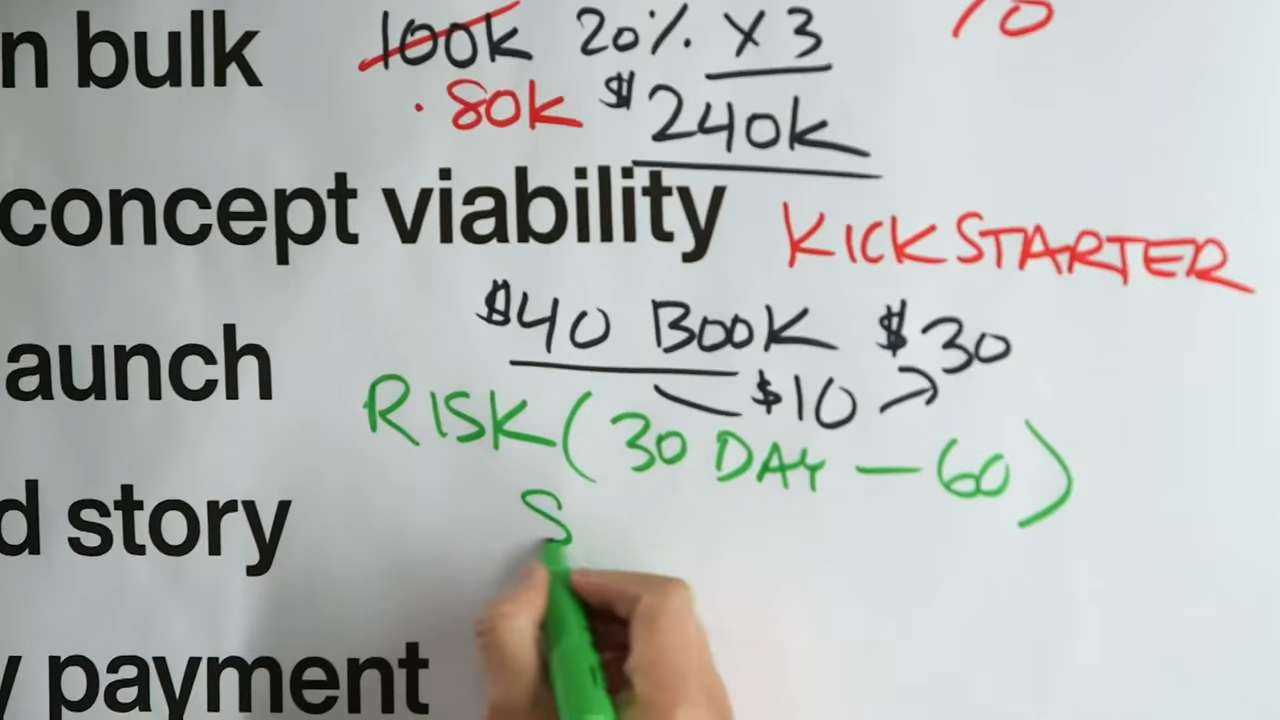 n bulk 100K 20% X 3
. 80K $240K
concept viability KICKSTARTER
$40 BOOK $30
aunch $10
RISK (30 DAY — 60)
d story S
y payment